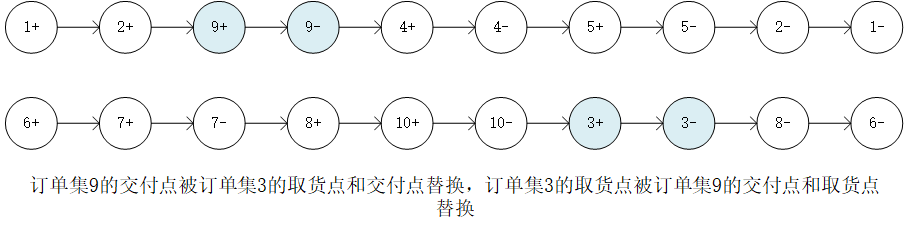 1+ 2+ 9+ 9- 4+ 4- 5+ 5- 2- 1-
6+ 7+ 7- 8+ 10+ 10- 3+ 3- 8- 6-
订单集9的交付点被订单集3的取货点和交付点替换，订单集3的取货点被订单集9的交付点和取货点
替换